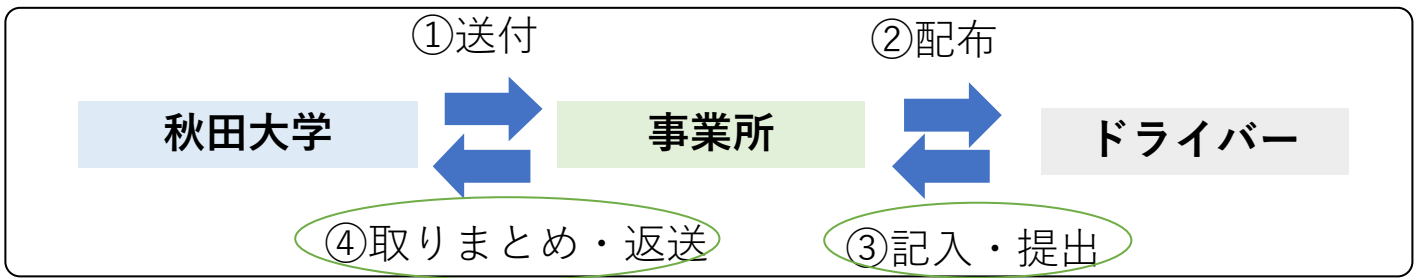 ①送付
②配布
秋田大学
事業所
ドライバー
④取りまとめ・返送
③記入・提出